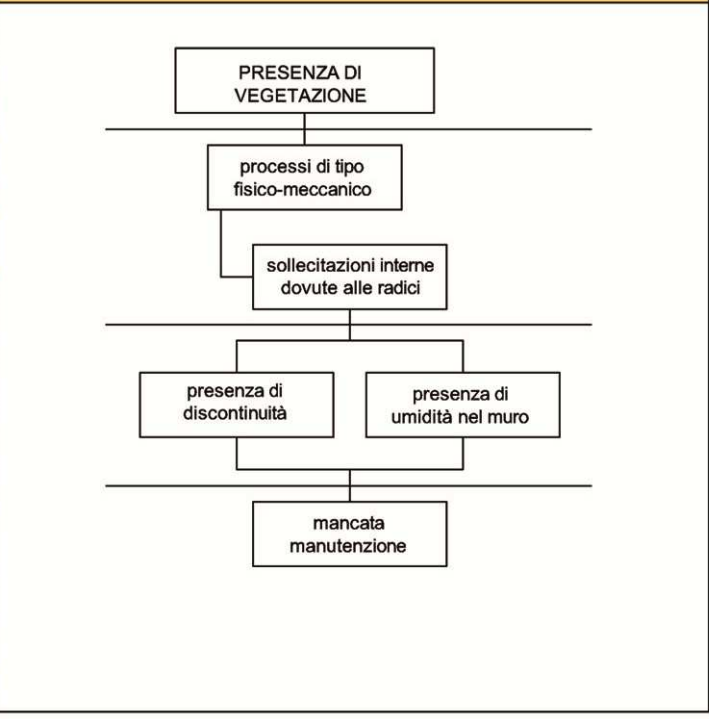 PRESENZA DI
VEGETAZIONE
processi di tipo
fisico-meccanico
sollecitazioni interne
dovute alle radici
presenza di
discontinuità
presenza di
umidità nel muro
mancata
manutenzione